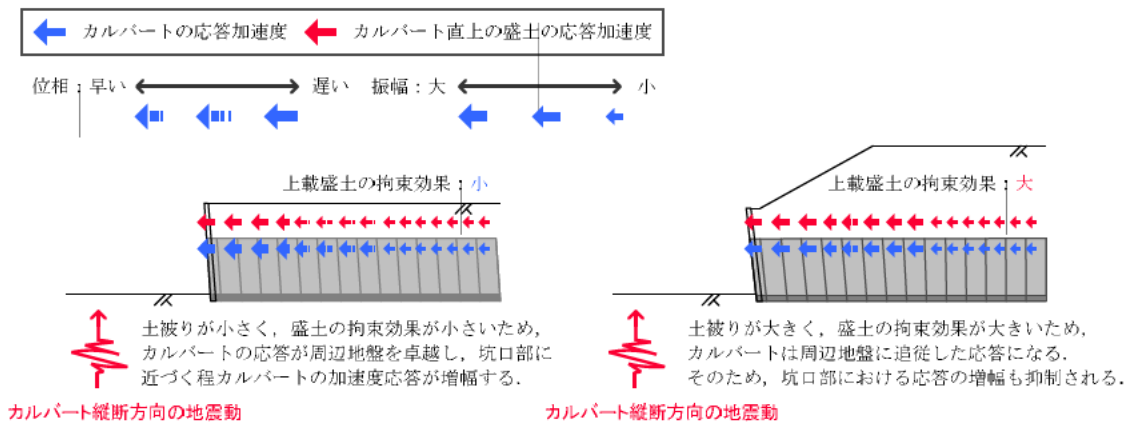 カルバートの応答加速度 カルバート直上の盛土の応答加速度
位相：早い 遅い 振幅：大 小
上載盛土の拘束効果：小
土被りが小さく，盛土の拘束効果が小さいため，
カルバートの応答が周辺地盤を卓越し，坑口部に
近づく程カルバートの加速度応答が増幅する．
カルバート縦断方向の地震動
上載盛土の拘束効果：大
土被りが大きく，盛土の拘束効果が大きいため，
カルバートは周辺地盤に追従した応答になる．
そのため，坑口部における応答の増幅も抑制される．
カルバート縦断方向の地震動